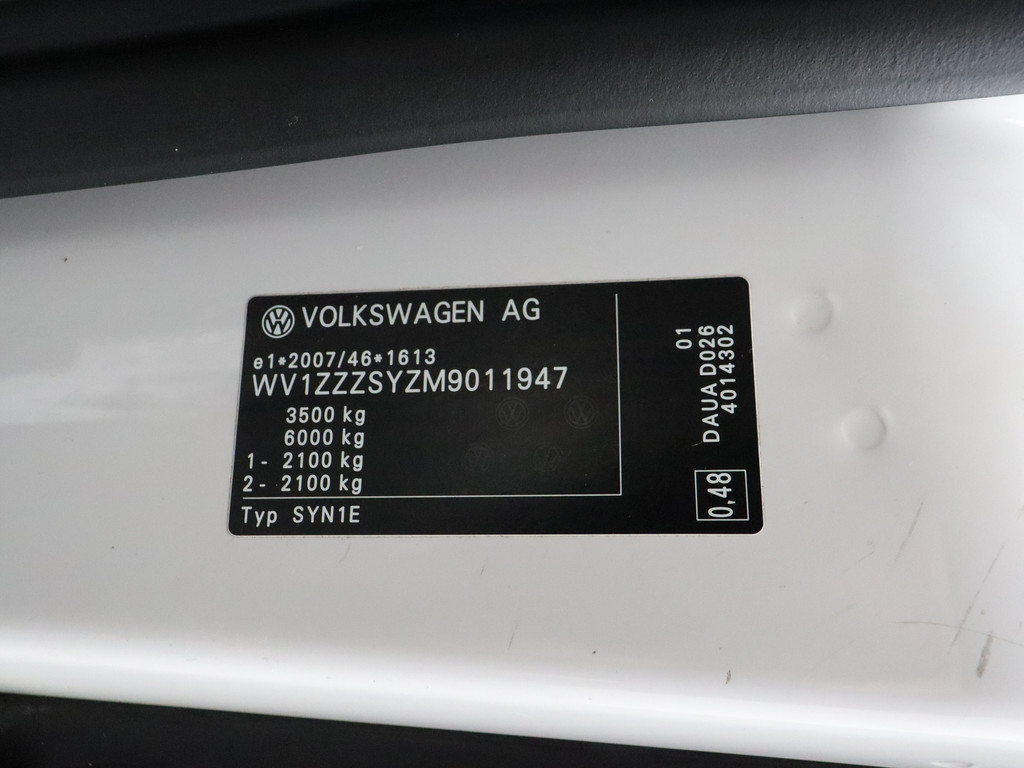 VOLKSWAGEN AG
e1*2007/46*1613
WV1ZZZSYZM9011947
3500 kg
6000 kg
1- 2100 kg
2- 2100 kg
Typ SYN1E
01
DAUA D026
4014302
0,48